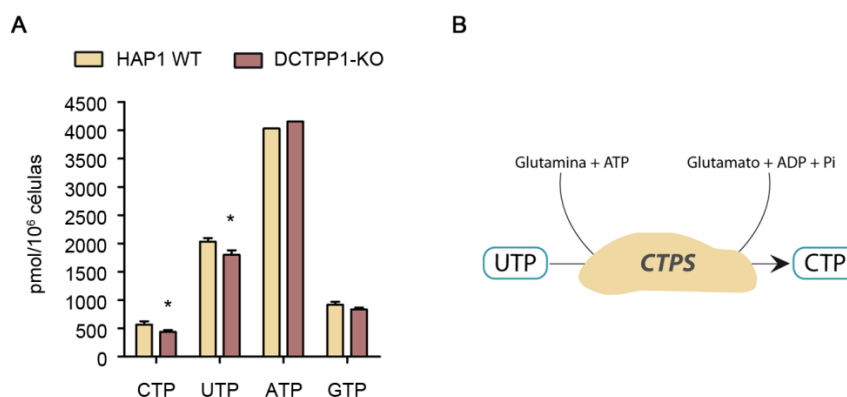 A
HAP1 WT
DCTPP1-KO
pmol/10⁶ células
4500
4000
3500
3000
2500
2000
1500
1000
500
0
*
*
CTP
UTP
ATP
GTP
B
Glutamina + ATP
Glutamato + ADP + Pi
UTP
CTPS
CTP